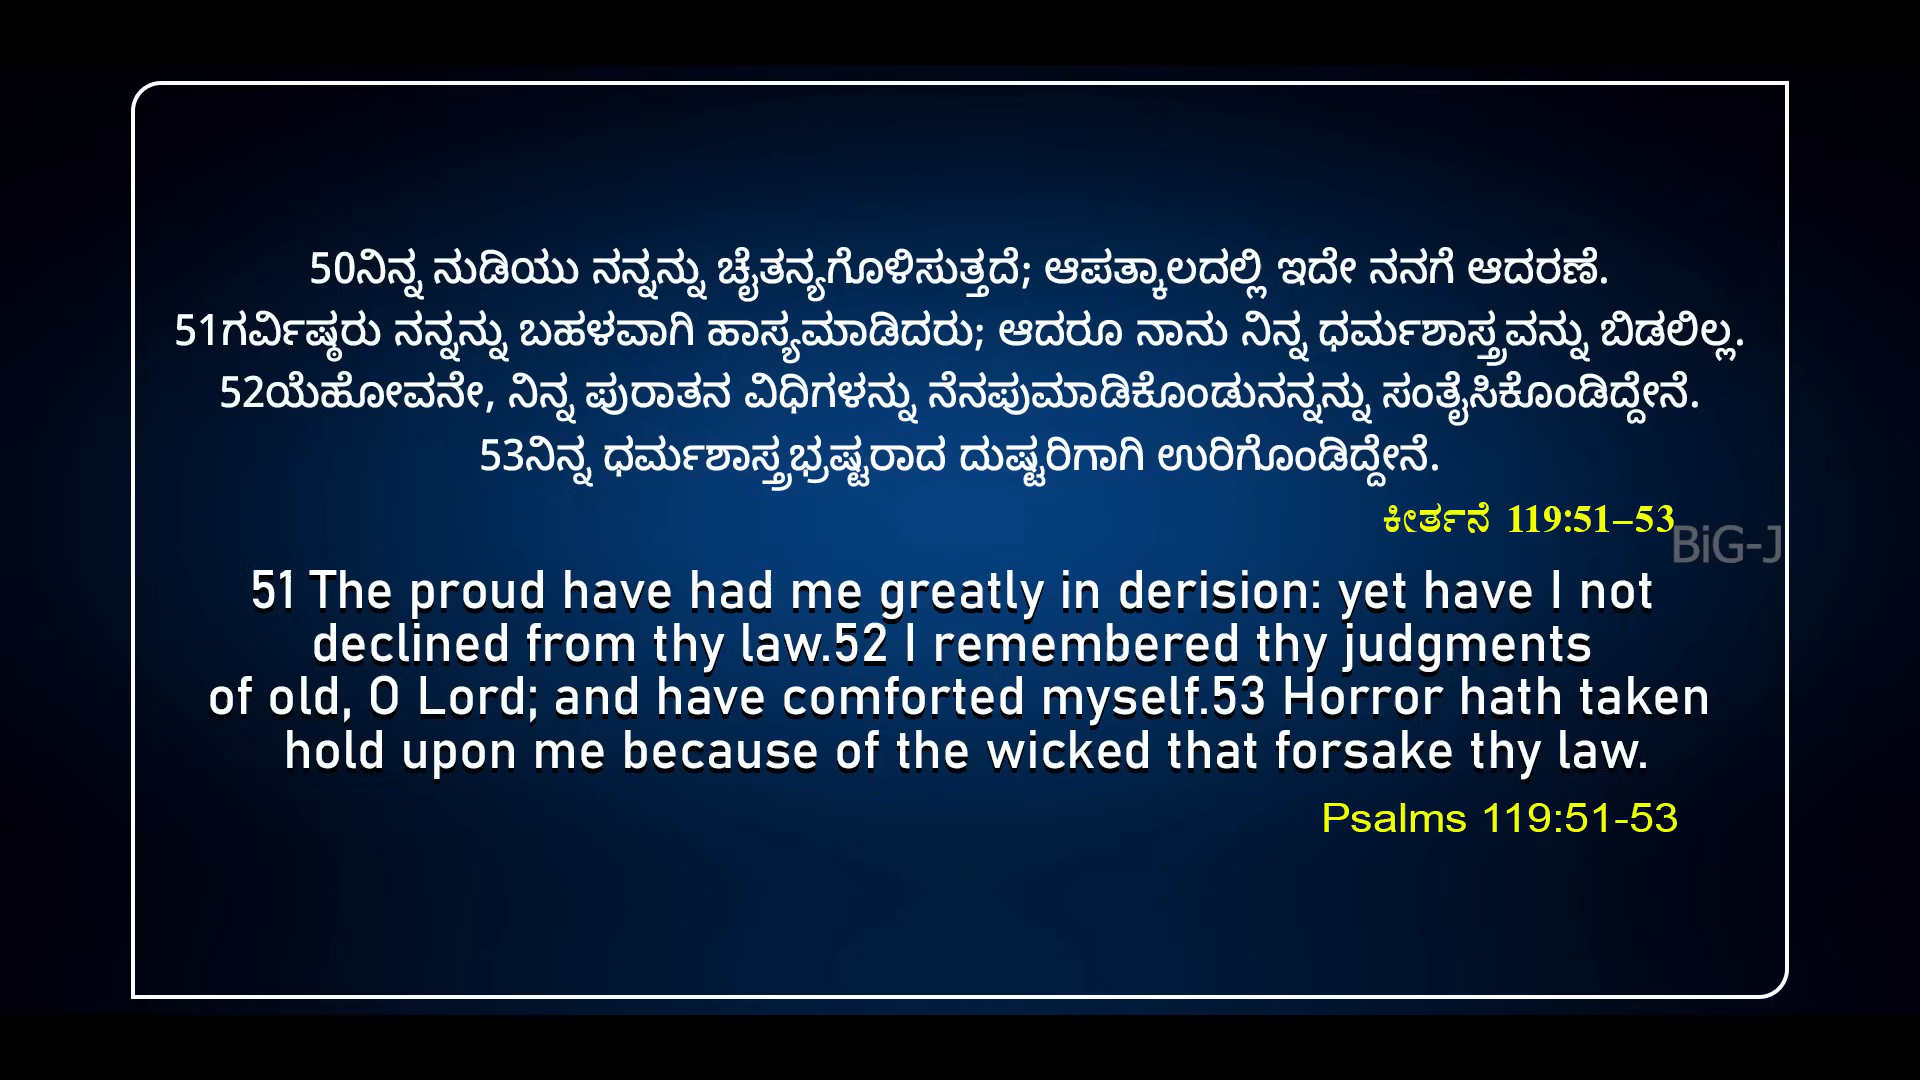 50ನಿನ್ನ ನುಡಿಯು ನನ್ನನ್ನು ಚೈತನ್ಯಗೊಳಿಸುತ್ತದೆ; ಆಪತ್ಕಾಲದಲ್ಲಿ ಇದೇ ನನಗೆ ಆದರಣೆ.
51ಗರ್ವಿಷ್ಠರು ನನ್ನನ್ನು ಬಹಳವಾಗಿ ಹಾಸ್ಯಮಾಡಿದರು; ಆದರೂ ನಾನು ನಿನ್ನ ಧರ್ಮಶಾಸ್ತ್ರವನ್ನು ಬಿಡಲಿಲ್ಲ.
52ಯೆಹೋವನೇ, ನಿನ್ನ ಪುರಾತನ ವಿಧಿಗಳನ್ನು ನೆನಪುಮಾಡಿಕೊಂಡುನನ್ನನ್ನು ಸಂತೈಸಿಕೊಂಡಿದ್ದೇನೆ.
53ನಿನ್ನ ಧರ್ಮಶಾಸ್ತ್ರಭ್ರಷ್ಟರಾದ ದುಷ್ಟರಿಗಾಗಿ ಉರಿಗೊಂಡಿದ್ದೇನೆ.
ಕೀರ್ತನೆ 119:51–53
BiG-J
51 The proud have had me greatly in derision: yet have I not
declined from thy law.52 I remembered thy judgments
of old, O Lord; and have comforted myself.53 Horror hath taken
hold upon me because of the wicked that forsake thy law.
Psalms 119:51-53